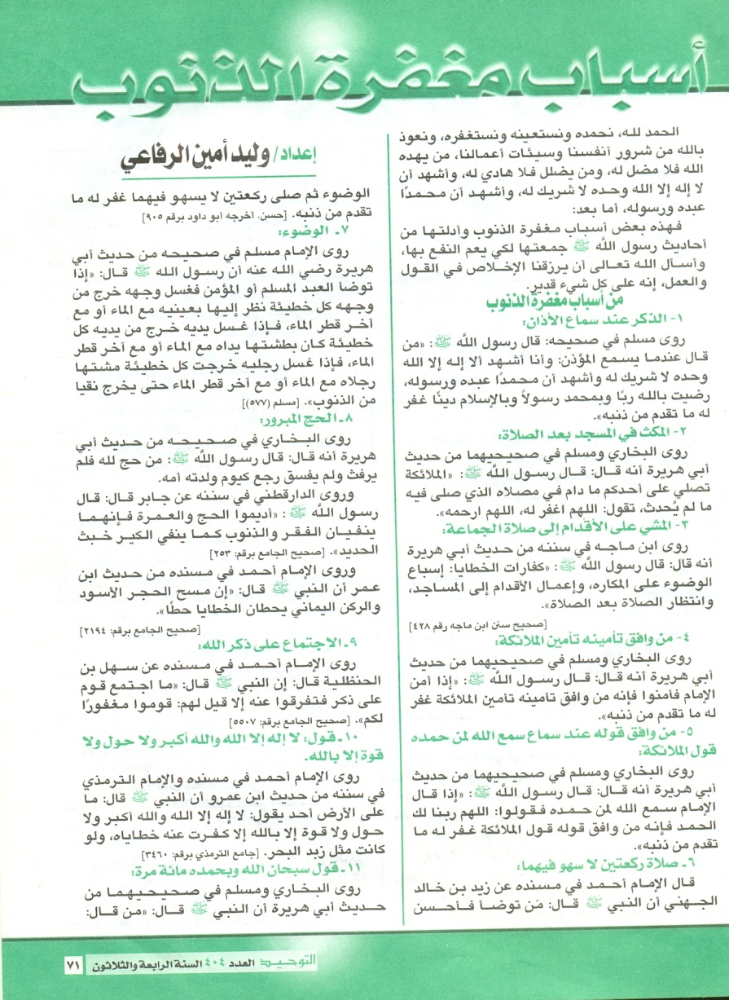 أسباب مغفرة الذنوب
الحمد لله، نحمده ونستعينه ونستغفره، ونعوذ
بالله من شرور أنفسنا وسيئات أعمالنا، من يهده
الله فلا مضل له، ومن يضلل فلا هادي له، وأشهد أن
لا إله إلا الله وحده لا شريك له، وأشهد أن محمدًا
عبده ورسوله، أما بعد:
فهذه بعض أسباب مغفرة الذنوب وأدلتها من
أحاديث رسول الله ﷺ جمعتها لكي يعم النفع بها،
وأسأل الله تعالى أن يرزقنا الإخلاص في القول
والعمل، إنه على كل شيء قدير.
من أسباب مغفرة الذنوب
١- الذكر عند سماع الأذان:
روى مسلم في صحيحه: قال رسول الله ﷺ: «من
قال عندما يسمع المؤذن: وأنا أشهد ألا إله إلا الله
وحده لا شريك له وأشهد أن محمدًا عبده ورسوله،
رضيت بالله ربًا وبمحمد رسولاً وبالإسلام دينًا غفر
له ما تقدم من ذنبه».
٢- المكث في المسجد بعد الصلاة:
روى البخاري ومسلم في صحيحيهما من حديث
أبي هريرة أنه قال: قال رسول الله ﷺ: «الملائكة
تصلي على أحدكم ما دام في مصلاه الذي صلى فيه
ما لم يُحدث، تقول: اللهم اغفر له، اللهم ارحمه».
٣- المشي على الأقدام إلى صلاة الجماعة:
روى ابن ماجه في سننه من حديث أبي هريرة
أنه قال: قال رسول الله ﷺ: «كفارات الخطايا: إسباغ
الوضوء على المكاره، وإعمال الأقدام إلى المساجد،
وانتظار الصلاة بعد الصلاة».
[صحيح سنن ابن ماجه رقم ٤٢٨]
٤- من وافق تأمينه تأمين الملائكة:
روى البخاري ومسلم في صحيحيهما من حديث
أبي هريرة أنه قال: قال رسول الله ﷺ: «إذا أمن
الإمام فأمنوا فإنه من وافق تأمينه تأمين الملائكة غفر
له ما تقدم من ذنبه».
٥- من وافق قوله عند سماع سمع الله لمن حمده
قول الملائكة:
روى البخاري ومسلم في صحيحيهما من حديث
أبي هريرة أنه قال: قال رسول الله ﷺ: «إذا قال
الإمام سمع الله لمن حمده فقولوا: اللهم ربنا لك
الحمد فإنه من وافق قوله قول الملائكة غفر له ما
تقدم من ذنبه».
٦- صلاة ركعتين لا سهو فيهما:
قال الإمام أحمد في مسنده عن زيد بن خالد
الجهني أن النبي ﷺ قال: مَن توضأ فأحسن
إعداد/ وليد أمين الرفاعي
الوضوء ثم صلى ركعتين لا يسهو فيهما غفر له ما
تقدم من ذنبه. [حسن. أخرجه أبو داود برقم ٩٠٥]
٧- الوضوء:
روى الإمام مسلم في صحيحه من حديث أبي
هريرة رضي الله عنه أن رسول الله ﷺ قال: «إذا
توضأ العبد المسلم أو المؤمن فغسل وجهه خرج من
وجهه كل خطيئة نظر إليها بعينيه مع الماء أو مع
آخر قطر الماء، فإذا غسل يديه خرج من يديه كل
خطيئة كان بطشتها يداه مع الماء أو مع آخر قطر
الماء، فإذا غسل رجليه خرجت كل خطيئة مشتها
رجلاه مع الماء أو مع آخر قطر الماء حتى يخرج نقيا
من الذنوب». [مسلم (٥٧٧)]
٨- الحج المبرور:
روى البخاري في صحيحه من حديث أبي
هريرة أنه قال: قال رسول الله ﷺ: من حج لله فلم
يرفث ولم يفسق رجع كيوم ولدته أمه.
وروى الدارقطني في سننه عن جابر قال: قال
رسول الله ﷺ: «أديموا الحج والعمرة فإنهما
ينفيان الفقر والذنوب كما ينفي الكير خبث
الحديد». [صحيح الجامع برقم: ٢٥٣]
وروى الإمام أحمد في مسنده من حديث ابن
عمر أن النبي ﷺ قال: «إن مسح الحجر الأسود
والركن اليماني يحطان الخطايا حطًا».
[صحيح الجامع برقم: ٢١٩٤]
٩- الاجتماع على ذكر الله:
روى الإمام أحمد في مسنده عن سهل بن
الحنظلية قال: إن النبي ﷺ قال: «ما اجتمع قوم
على ذكر فتفرقوا عنه إلا قيل لهم: قوموا مغفورًا
لكم». [صحيح الجامع برقم: ٥٥٠٧]
١٠- قول: لا إله إلا الله والله أكبر ولا حول ولا
قوة إلا بالله.
روى الإمام أحمد في مسنده والإمام الترمذي
في سننه من حديث ابن عمرو أن النبي ﷺ قال: ما
على الأرض أحد يقول: لا إله إلا الله والله أكبر ولا
حول ولا قوة إلا بالله إلا كفرت عنه خطاياه، ولو
كانت مثل زبد البحر. [جامع الترمذي برقم: ٣٤٦٠]
١١- قول سبحان الله وبحمده مائة مرة:
روى البخاري ومسلم في صحيحيهما من
حديث أبي هريرة أن النبي ﷺ قال: «من قال:
التوحيد العدد ٤٠٤ السنة الرابعة والثلاثون ٧١